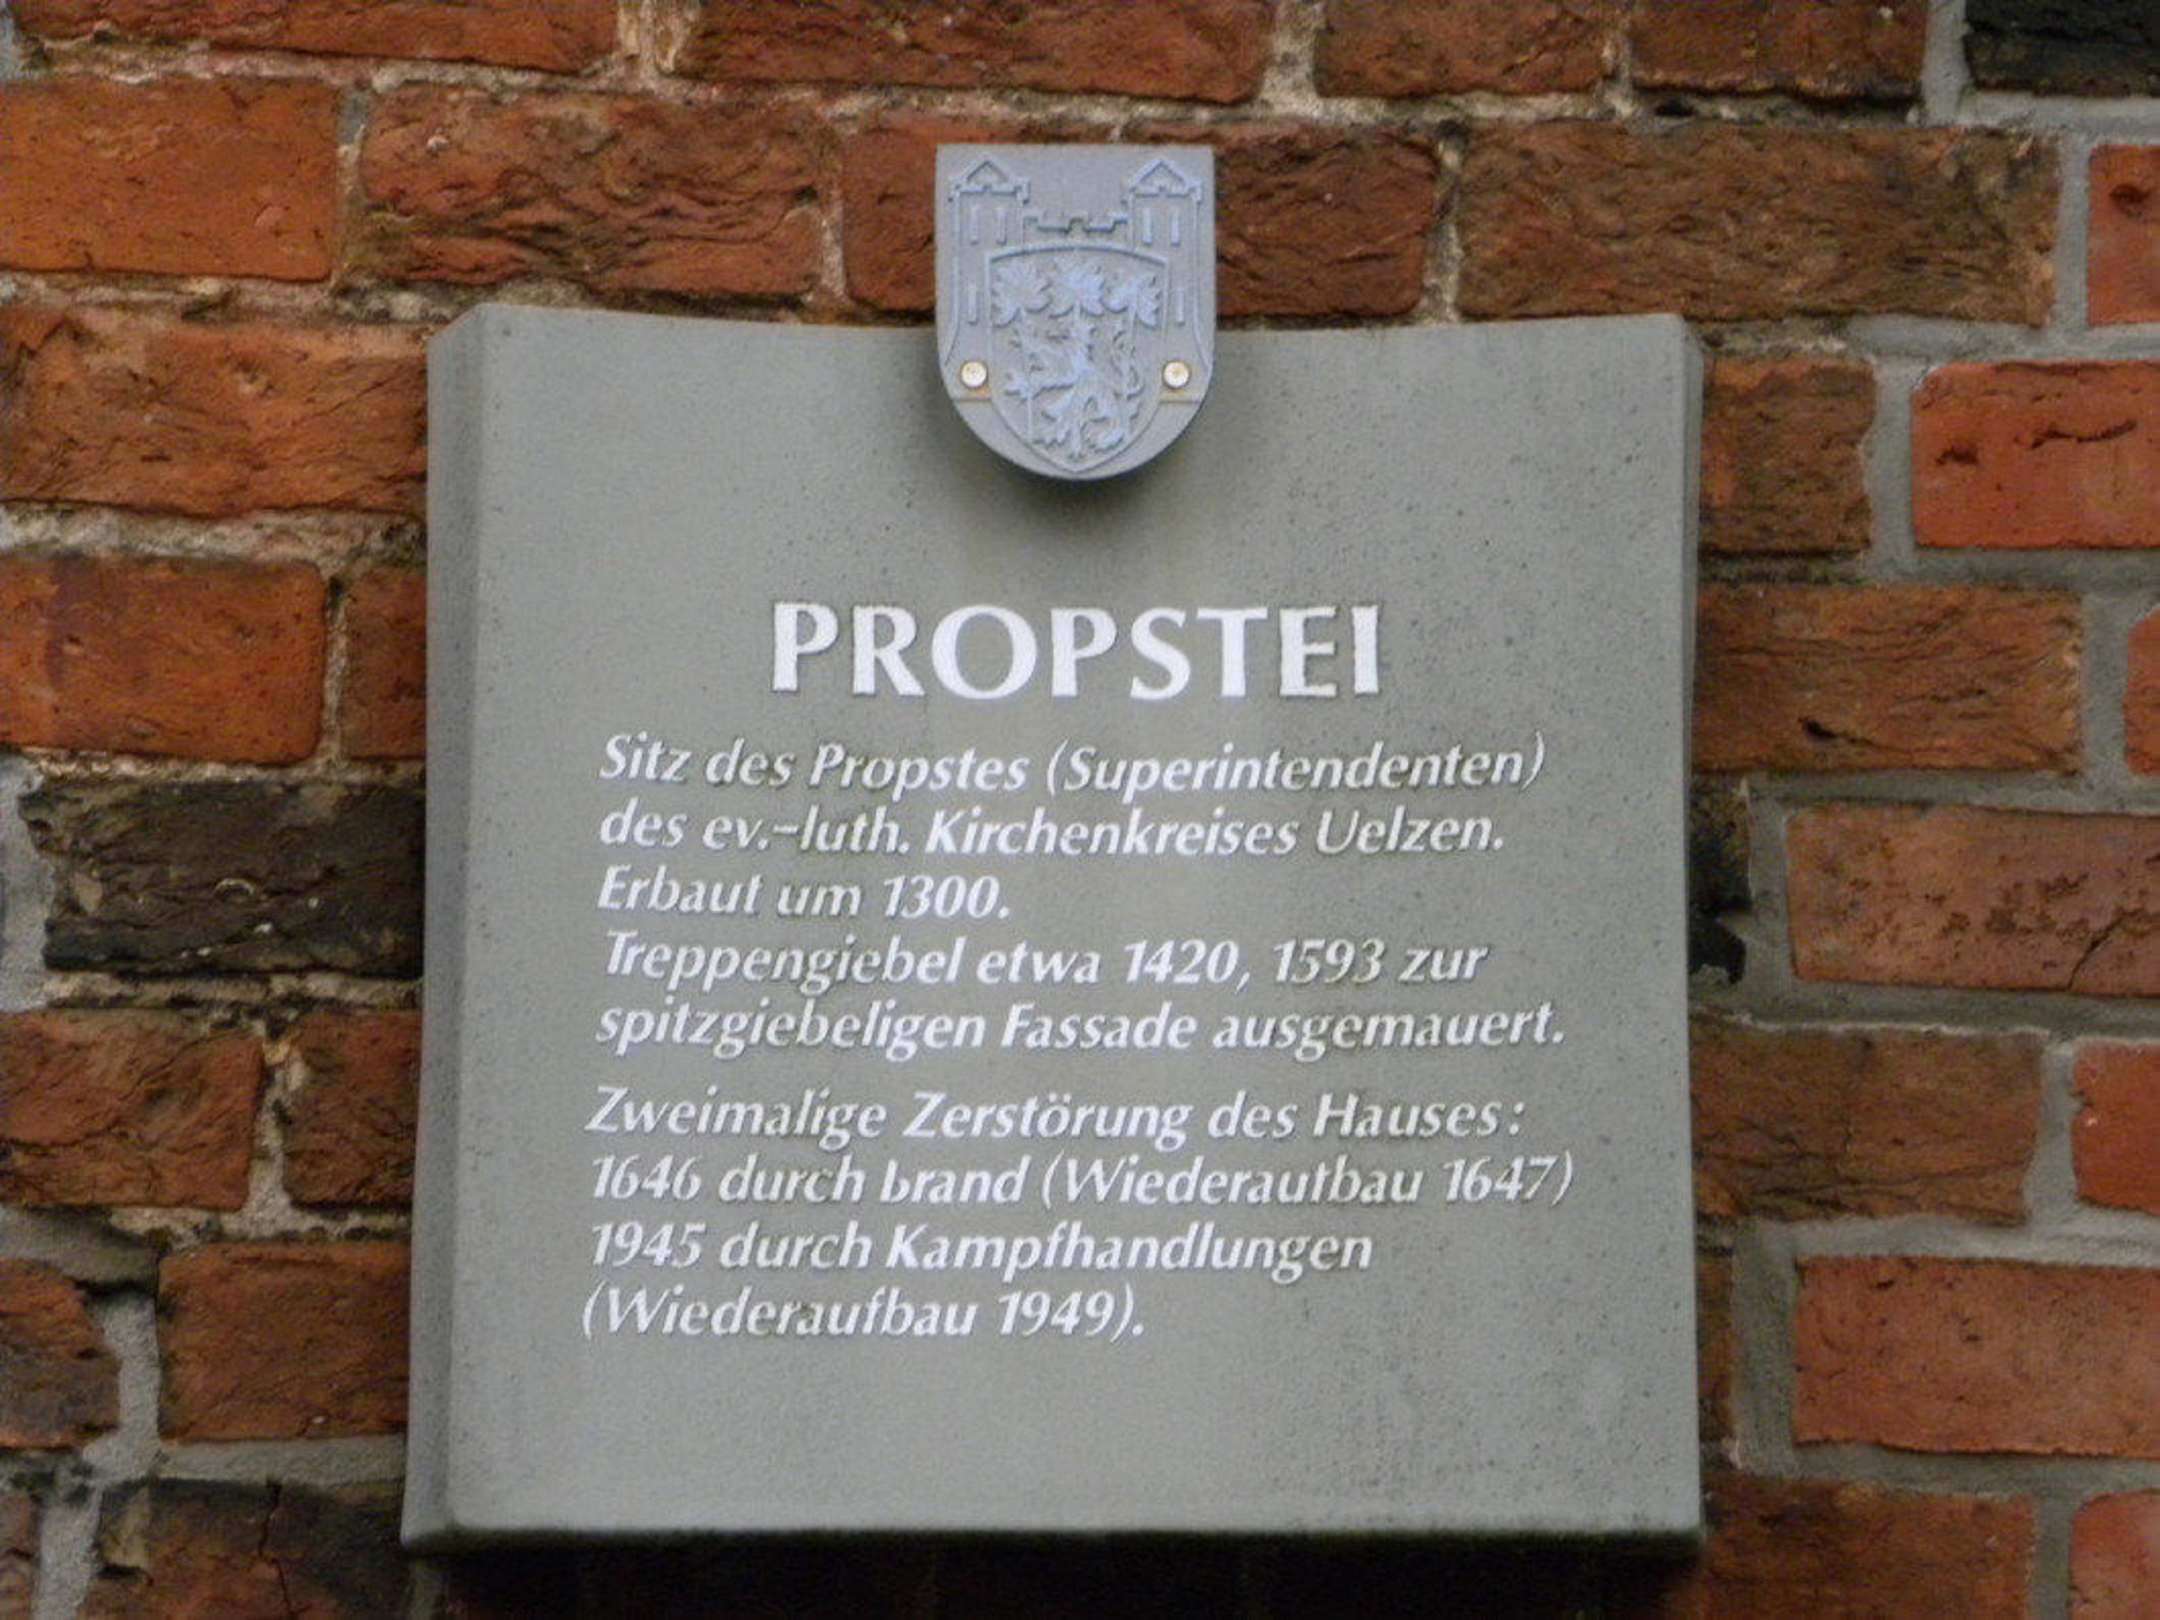 PROPSTEI
Sitz des Propstes (Superintendenten)
des ev.-luth. Kirchenkreises Uelzen.
Erbaut um 1300.
Treppengiebel etwa 1420, 1593 zur
spitzgiebeligen Fassade ausgemauert.
Zweimalige Zerstörung des Hauses:
1646 durch brand (Wiederaufbau 1647)
1945 durch Kampfhandlungen
(Wiederaufbau 1949).